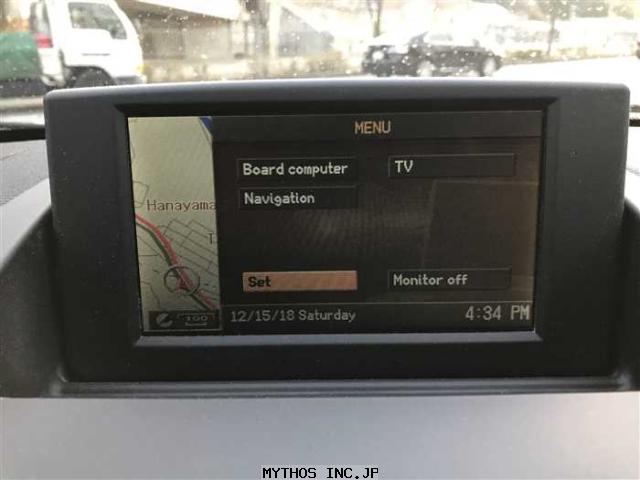 MENU
Board computer
TV
Navigation
Hanayama
Set
Monitor off
100
12/15/18 Saturday
4:34 PM
MYTHOS INC.JP